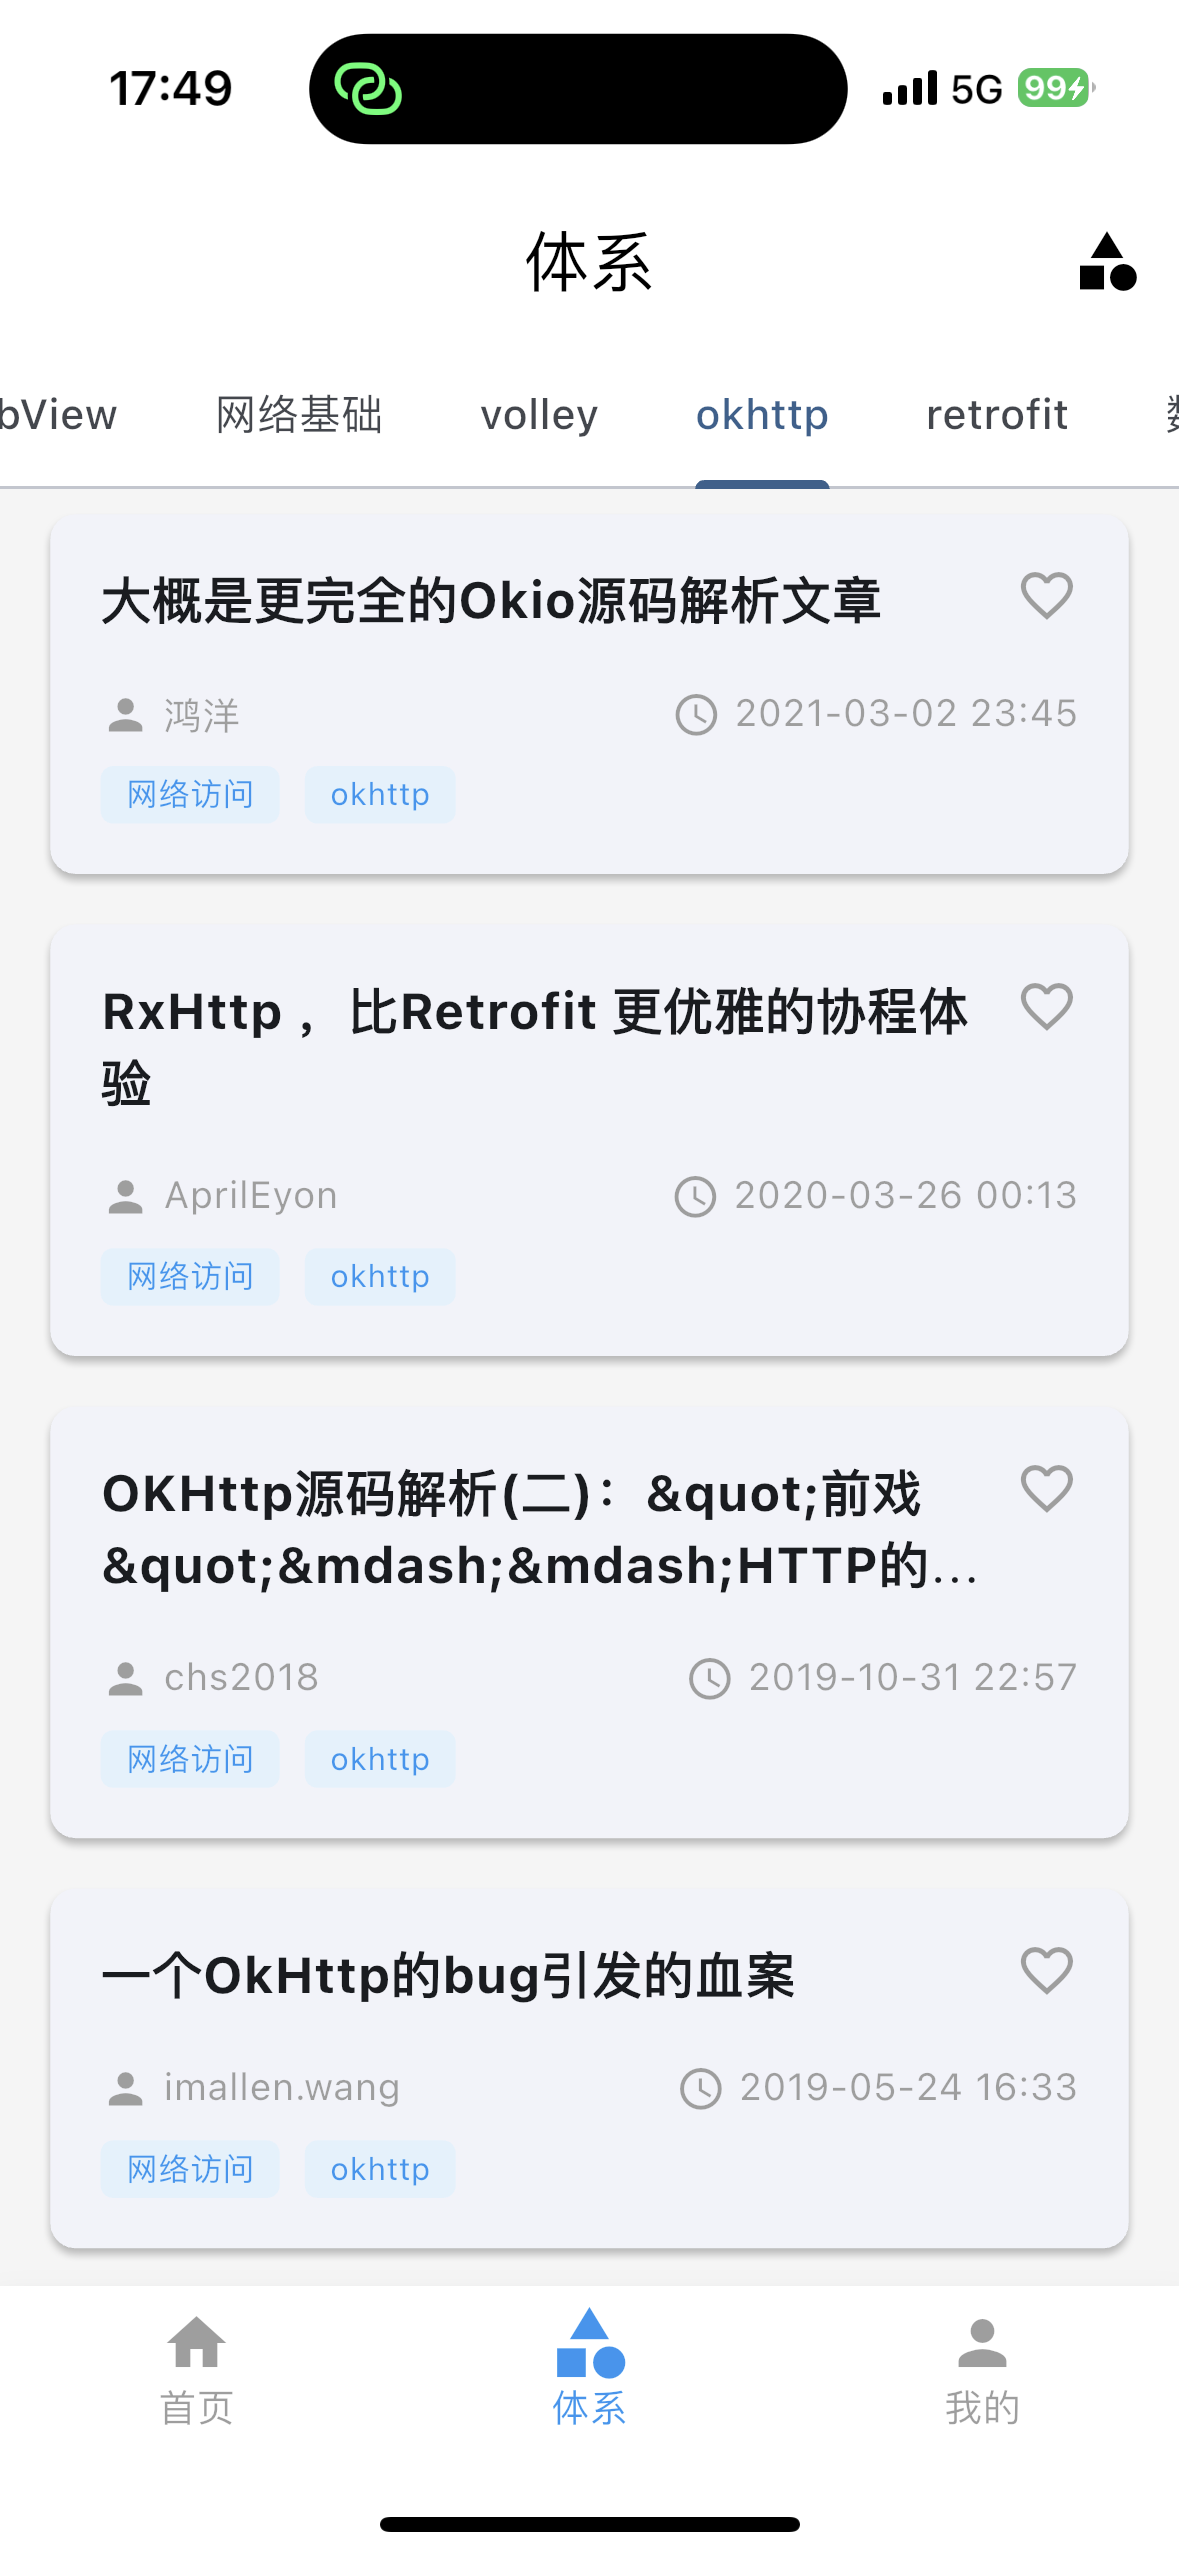 17:49
5G 99
体系
bView 网络基础 volley okhttp retrofit
大概是更完全的Okio源码解析文章
鸿洋 2021-03-02 23:45
网络访问 okhttp
RxHttp ，比Retrofit 更优雅的协程体
验
AprilEyon 2020-03-26 00:13
网络访问 okhttp
OKHttp源码解析(二)：&quot;前戏
&quot;&mdash;&mdash;HTTP的...
chs2018 2019-10-31 22:57
网络访问 okhttp
一个OkHttp的bug引发的血案
imallen.wang 2019-05-24 16:33
网络访问 okhttp
首页 体系 我的